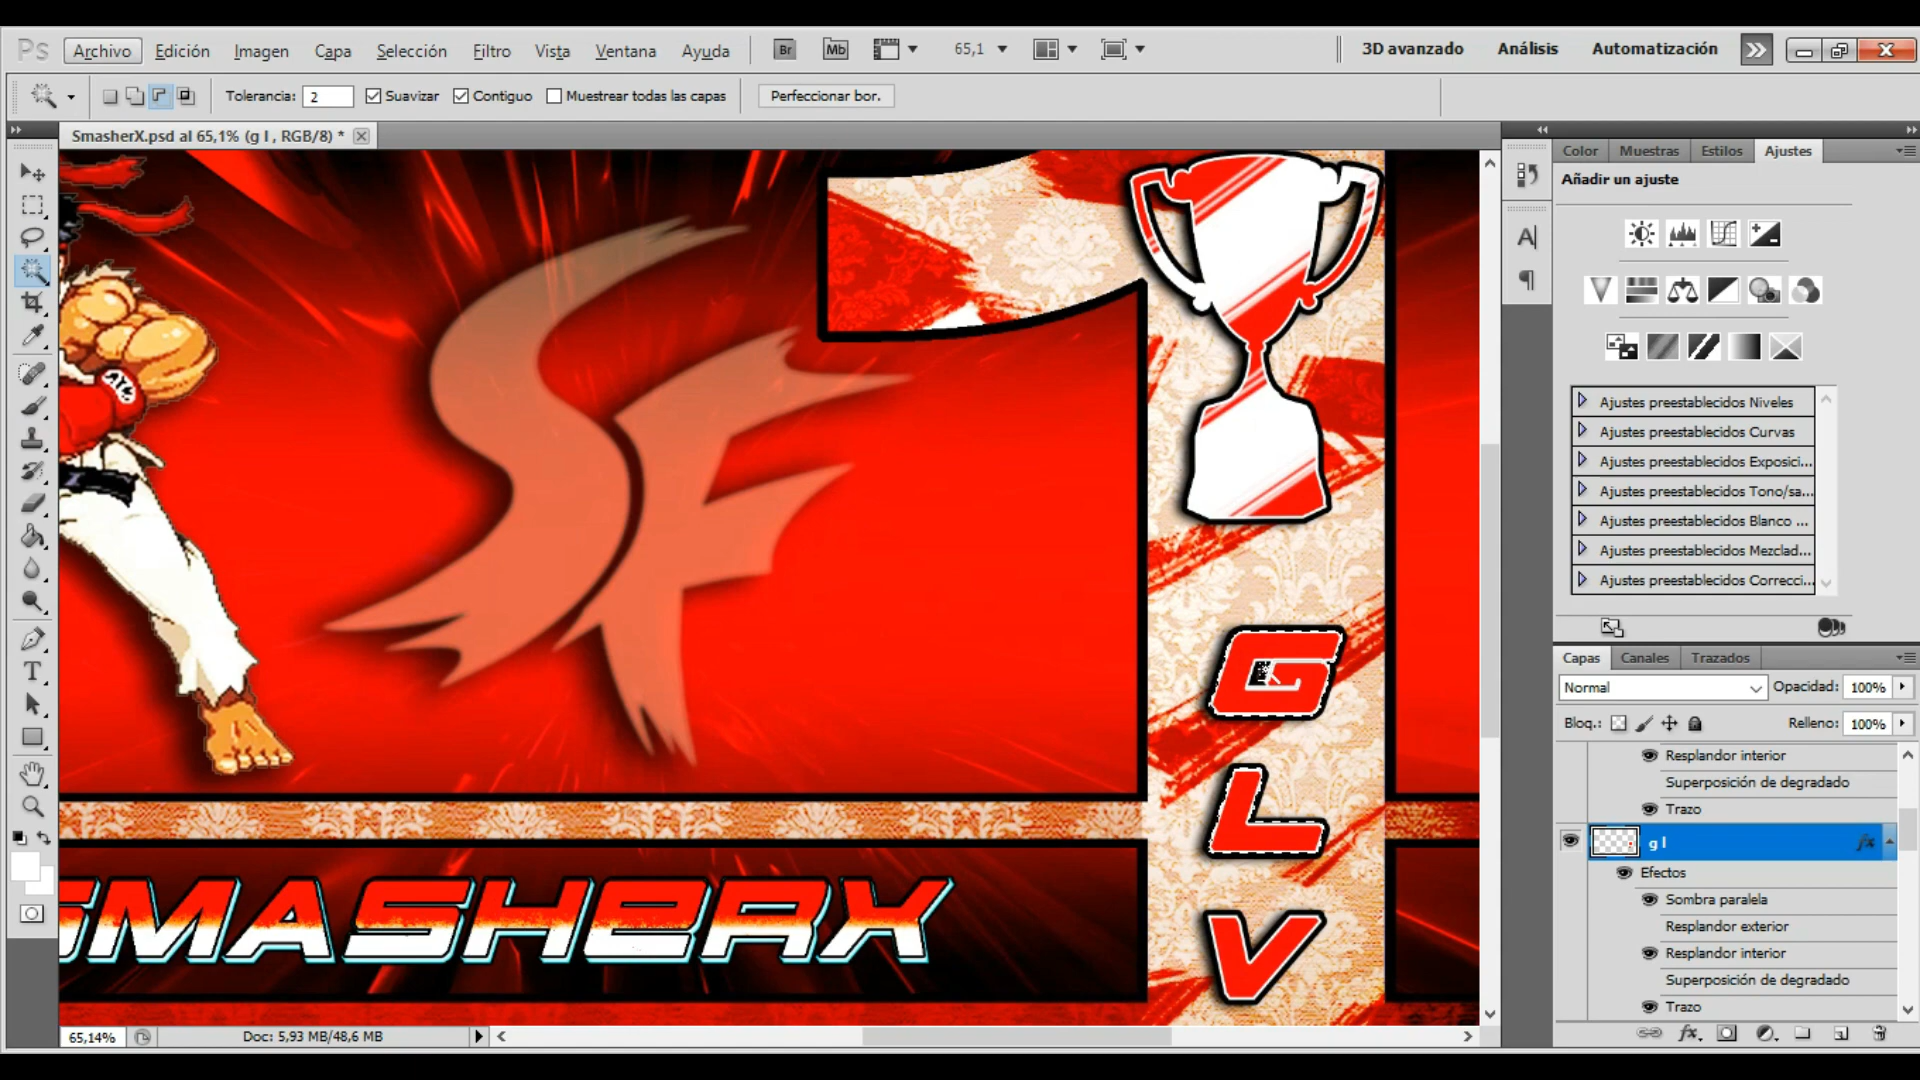 Ps Archivo Edición Imagen Capa Selección Filtro Vista Ventana Ayuda Br Mb 65,1 3D avanzado Análisis Automatización
Tolerancia: 2 Suavizar Contiguo Muestrear todas las capas Perfeccionar bor.
SmasherX.psd al 65,1% (g l , RGB/8) *
Color Muestras Estilos Ajustes
Añadir un ajuste
Ajustes preestablecidos Niveles
Ajustes preestablecidos Curvas
Ajustes preestablecidos Exposici...
Ajustes preestablecidos Tono/sa...
Ajustes preestablecidos Blanco ...
Ajustes preestablecidos Mezclad...
Ajustes preestablecidos Correcci...
Capas Canales Trazados
Normal Opacidad: 100%
Bloq.: Relleno: 100%
Resplandor interior
Superposición de degradado
Trazo
g l fx
Efectos
Sombra paralela
Resplandor exterior
Resplandor interior
Superposición de degradado
Trazo
fx
SF
1
G
L
V
SMASHERX
65,14% Doc: 5,93 MB/48,6 MB